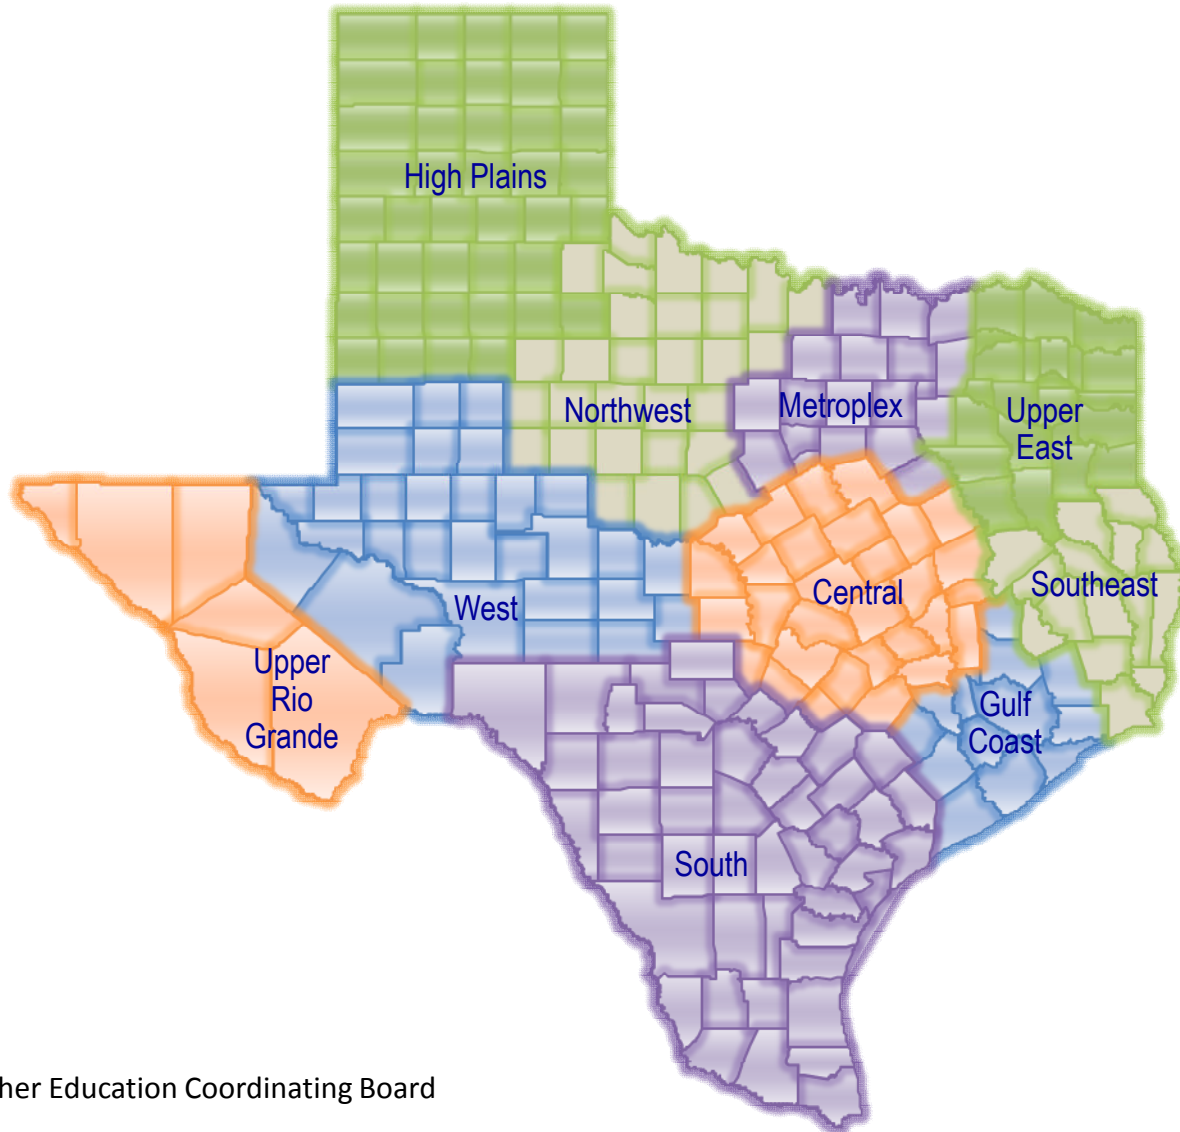 High Plains
Northwest
Metroplex
Upper
East
Central
Southeast
West
Upper
Rio
Grande
Gulf
Coast
South
her Education Coordinating Board